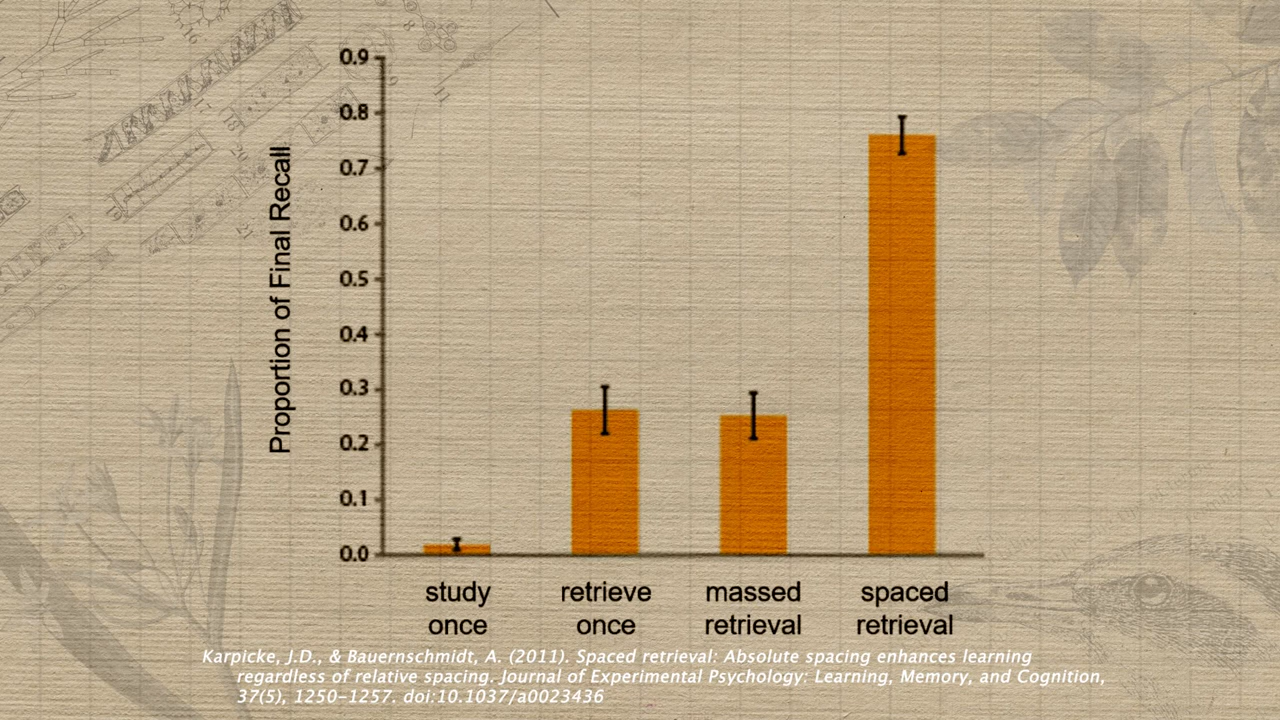 0.9
0.8
0.7
0.6
0.5
0.4
0.3
0.2
0.1
0.0
Proportion of Final Recall
study once
retrieve once
massed retrieval
spaced retrieval
Karpicke, J.D., & Bauernschmidt, A. (2011). Spaced retrieval: Absolute spacing enhances learning
regardless of relative spacing. Journal of Experimental Psychology: Learning, Memory, and Cognition,
37(5), 1250-1257. doi:10.1037/a0023436